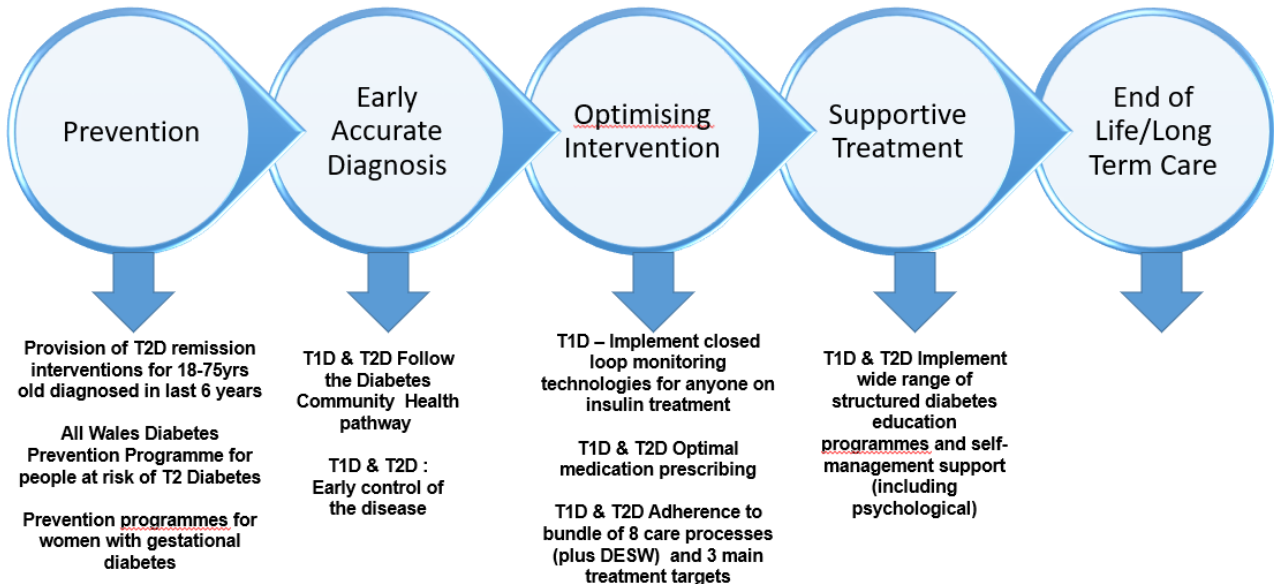 Prevention
Early
Accurate
Diagnosis
Optimising
Intervention
Supportive
Treatment
End of
Life/Long
Term Care
Provision of T2D remission
interventions for 18-75yrs
old diagnosed in last 6 years
All Wales Diabetes
Prevention Programme for
people at risk of T2 Diabetes
Prevention programmes for
women with gestational
diabetes
T1D & T2D Follow
the Diabetes
Community Health
pathway
T1D & T2D :
Early control of
the disease
T1D – Implement closed
loop monitoring
technologies for anyone on
insulin treatment
T1D & T2D Optimal
medication prescribing
T1D & T2D Adherence to
bundle of 8 care processes
(plus DESW) and 3 main
treatment targets
T1D & T2D Implement
wide range of
structured diabetes
education
programmes and self-
management support
(including
psychological)